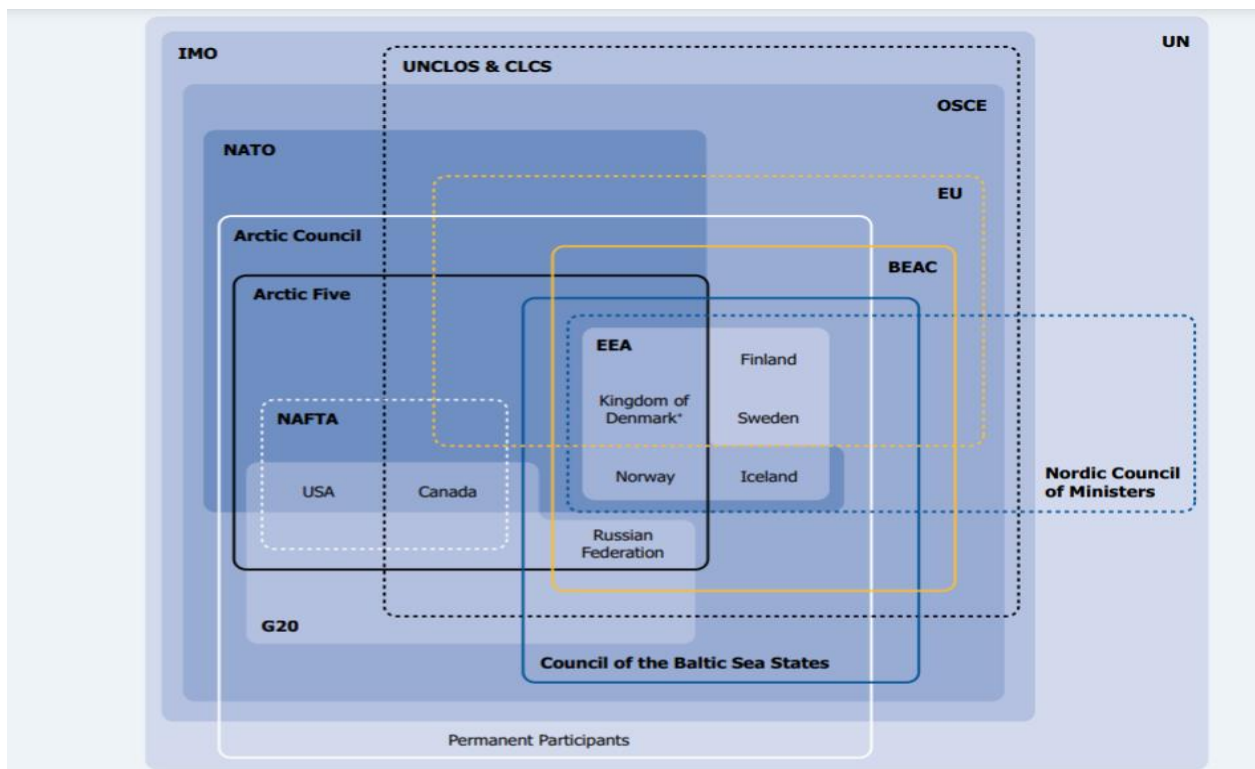 UN
IMO
UNCLOS & CLCS
OSCE
NATO
EU
Arctic Council
BEAC
Arctic Five
EEA
Finland
Kingdom of
Denmark*
Sweden
NAFTA
Norway
Iceland
Nordic Council
of Ministers
USA
Canada
Russian
Federation
G20
Council of the Baltic Sea States
Permanent Participants